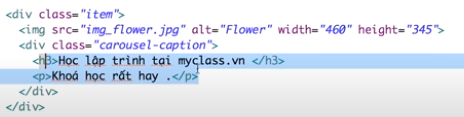 <div class="item">
<img src="img_flower.jpg" alt="Flower" width="460" height="345">
<div class="carousel-caption">
<h3>Học lập trình tại myclass.vn </h3>
<p>Khoá học rất hay .</p>
</div>
</div>